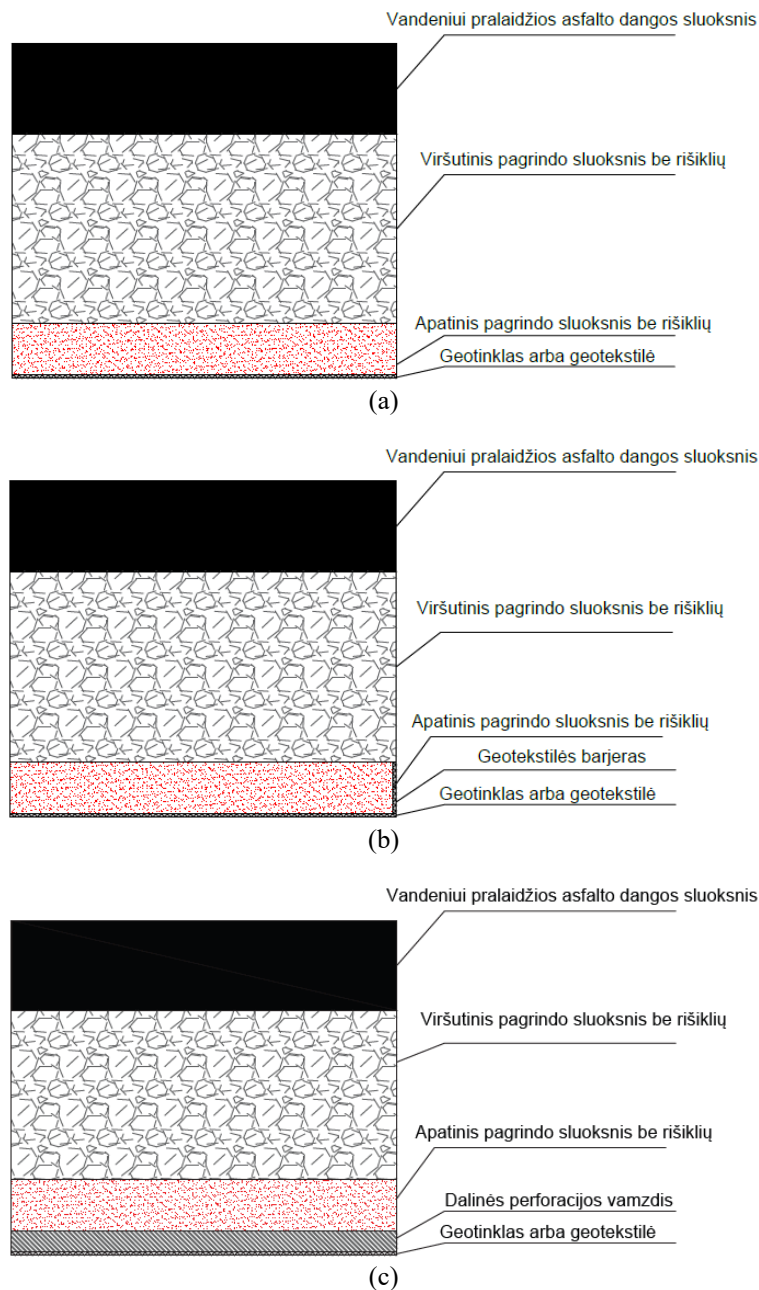 Vandeniui pralaidžios asfalto dangos sluoksnis
Viršutinis pagrindo sluoksnis be rišiklių
Apatinis pagrindo sluoksnis be rišiklių
Geotinklas arba geotekstilė
(a)
Vandeniui pralaidžios asfalto dangos sluoksnis
Viršutinis pagrindo sluoksnis be rišiklių
Apatinis pagrindo sluoksnis be rišiklių
Geotekstilės barjeras
Geotinklas arba geotekstilė
(b)
Vandeniui pralaidžios asfalto dangos sluoksnis
Viršutinis pagrindo sluoksnis be rišiklių
Apatinis pagrindo sluoksnis be rišiklių
Dalinės perforacijos vamzdis
Geotinklas arba geotekstilė
(c)